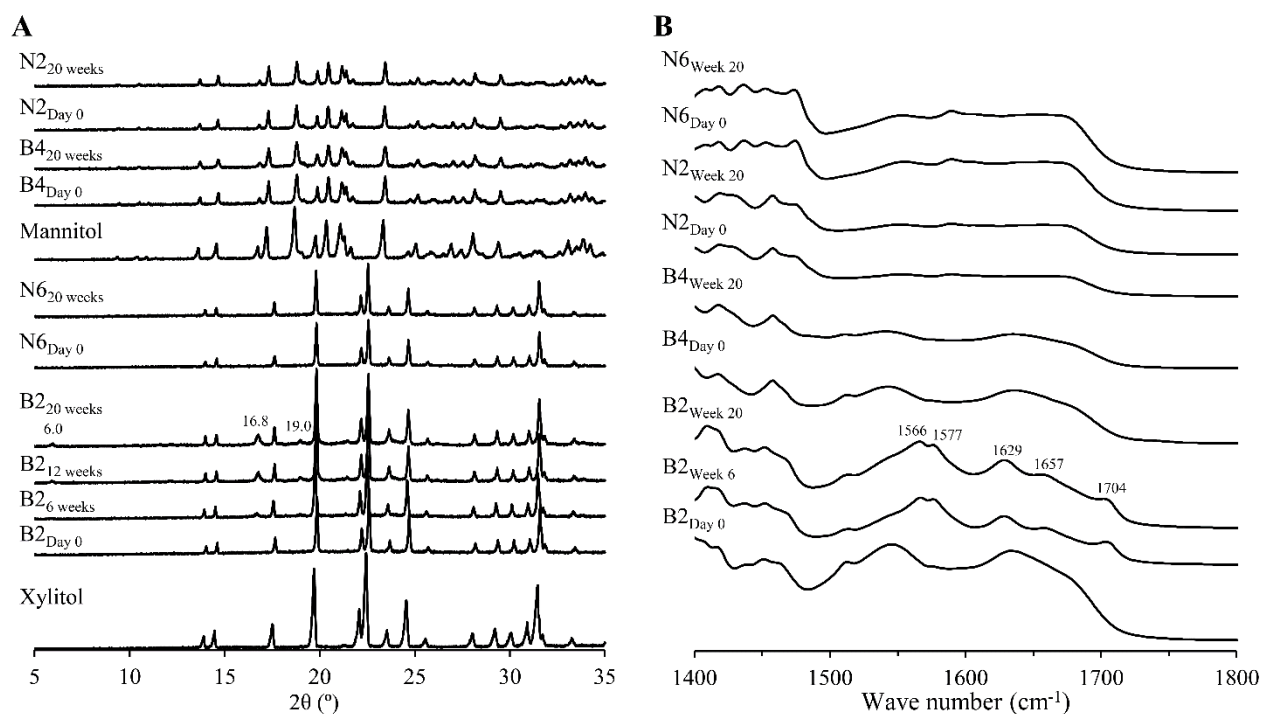 A
N2 20 weeks
N2 Day 0
B4 20 weeks
B4 Day 0
Mannitol
N6 20 weeks
N6 Day 0
B2 20 weeks
6.0
16.8
19.0
B2 12 weeks
B2 6 weeks
B2 Day 0
Xylitol
5 10 15 20 25 30 35
2θ (º)
B
N6 Week 20
N6 Day 0
N2 Week 20
N2 Day 0
B4 Week 20
B4 Day 0
B2 Week 20
1566
1577
1629
1657
1704
B2 Week 6
B2 Day 0
1400 1500 1600 1700 1800
Wave number (cm⁻¹)